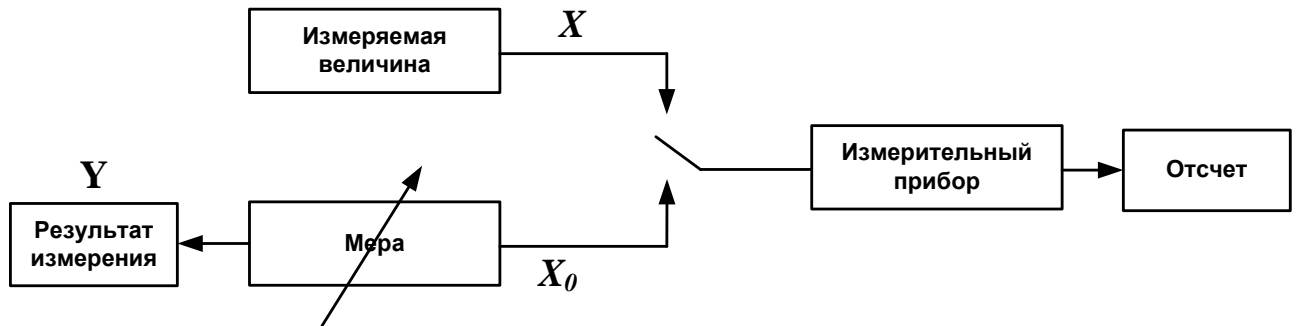 Измеряемая
величина
X
Измерительный
прибор
Отсчет
Y
Результат
измерения
Мера
X₀